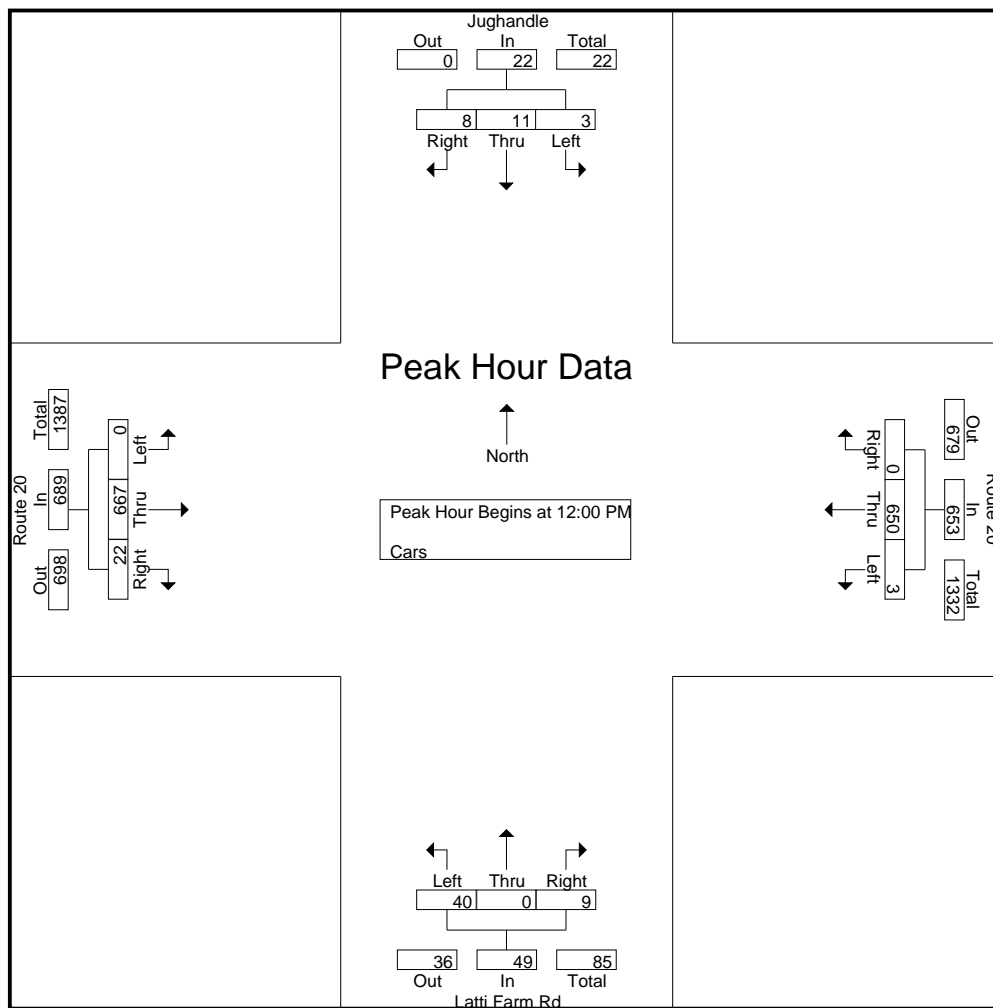 Jughandle
Out In Total
0 22 22
8 11 3
Right Thru Left
Peak Hour Data
North
Peak Hour Begins at 12:00 PM
Cars
Route 20
Total In Out
1387 689 698
0 667 22
Left Thru Right
Right Thru Left
0 650 3
Out In Total
679 653 1332
Route 20
Left Thru Right
40 0 9
36 49 85
Out In Total
Latti Farm Rd